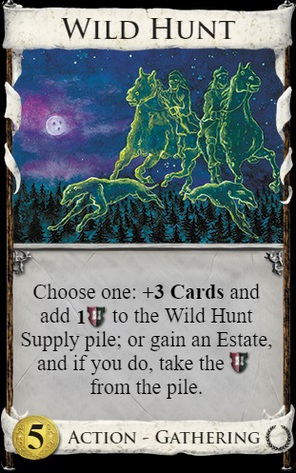 WILD HUNT
Choose one: +3 Cards and
add 1 to the Wild Hunt
Supply pile; or gain an Estate,
and if you do, take the
from the pile.
5 ACTION - GATHERING